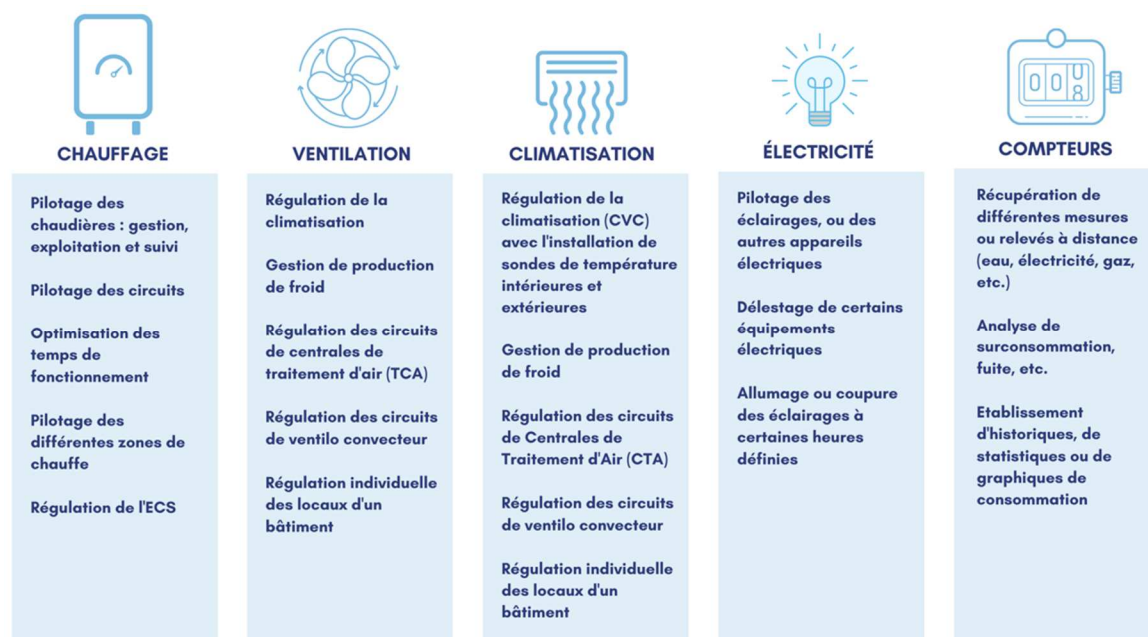 CHAUFFAGE
Pilotage des
chaudières : gestion,
exploitation et suivi
Pilotage des circuits
Optimisation des
temps de
fonctionnement
Pilotage des
différentes zones de
chauffe
Régulation de l'ECS
VENTILATION
Régulation de la
climatisation
Gestion de production
de froid
Régulation des circuits
de centrales de
traitement d'air (TCA)
Régulation des circuits
de ventilo convecteur
Régulation individuelle
des locaux d'un
bâtiment
CLIMATISATION
Régulation de la
climatisation (CVC)
avec l'installation de
sondes de température
intérieures et
extérieures
Gestion de production
de froid
Régulation des circuits
de Centrales de
Traitement d'Air (CTA)
Régulation des circuits
de ventilo convecteur
Régulation individuelle
des locaux d'un
bâtiment
ÉLECTRICITÉ
Pilotage des
éclairages, ou des
autres appareils
électriques
Délestage de certains
équipements
électriques
Allumage ou coupure
des éclairages à
certaines heures
définies
COMPTEURS
Récupération de
différentes mesures
ou relevés à distance
(eau, électricité, gaz,
etc.)
Analyse de
surconsommation,
fuite, etc.
Etablissement
d'historiques, de
statistiques ou de
graphiques de
consommation